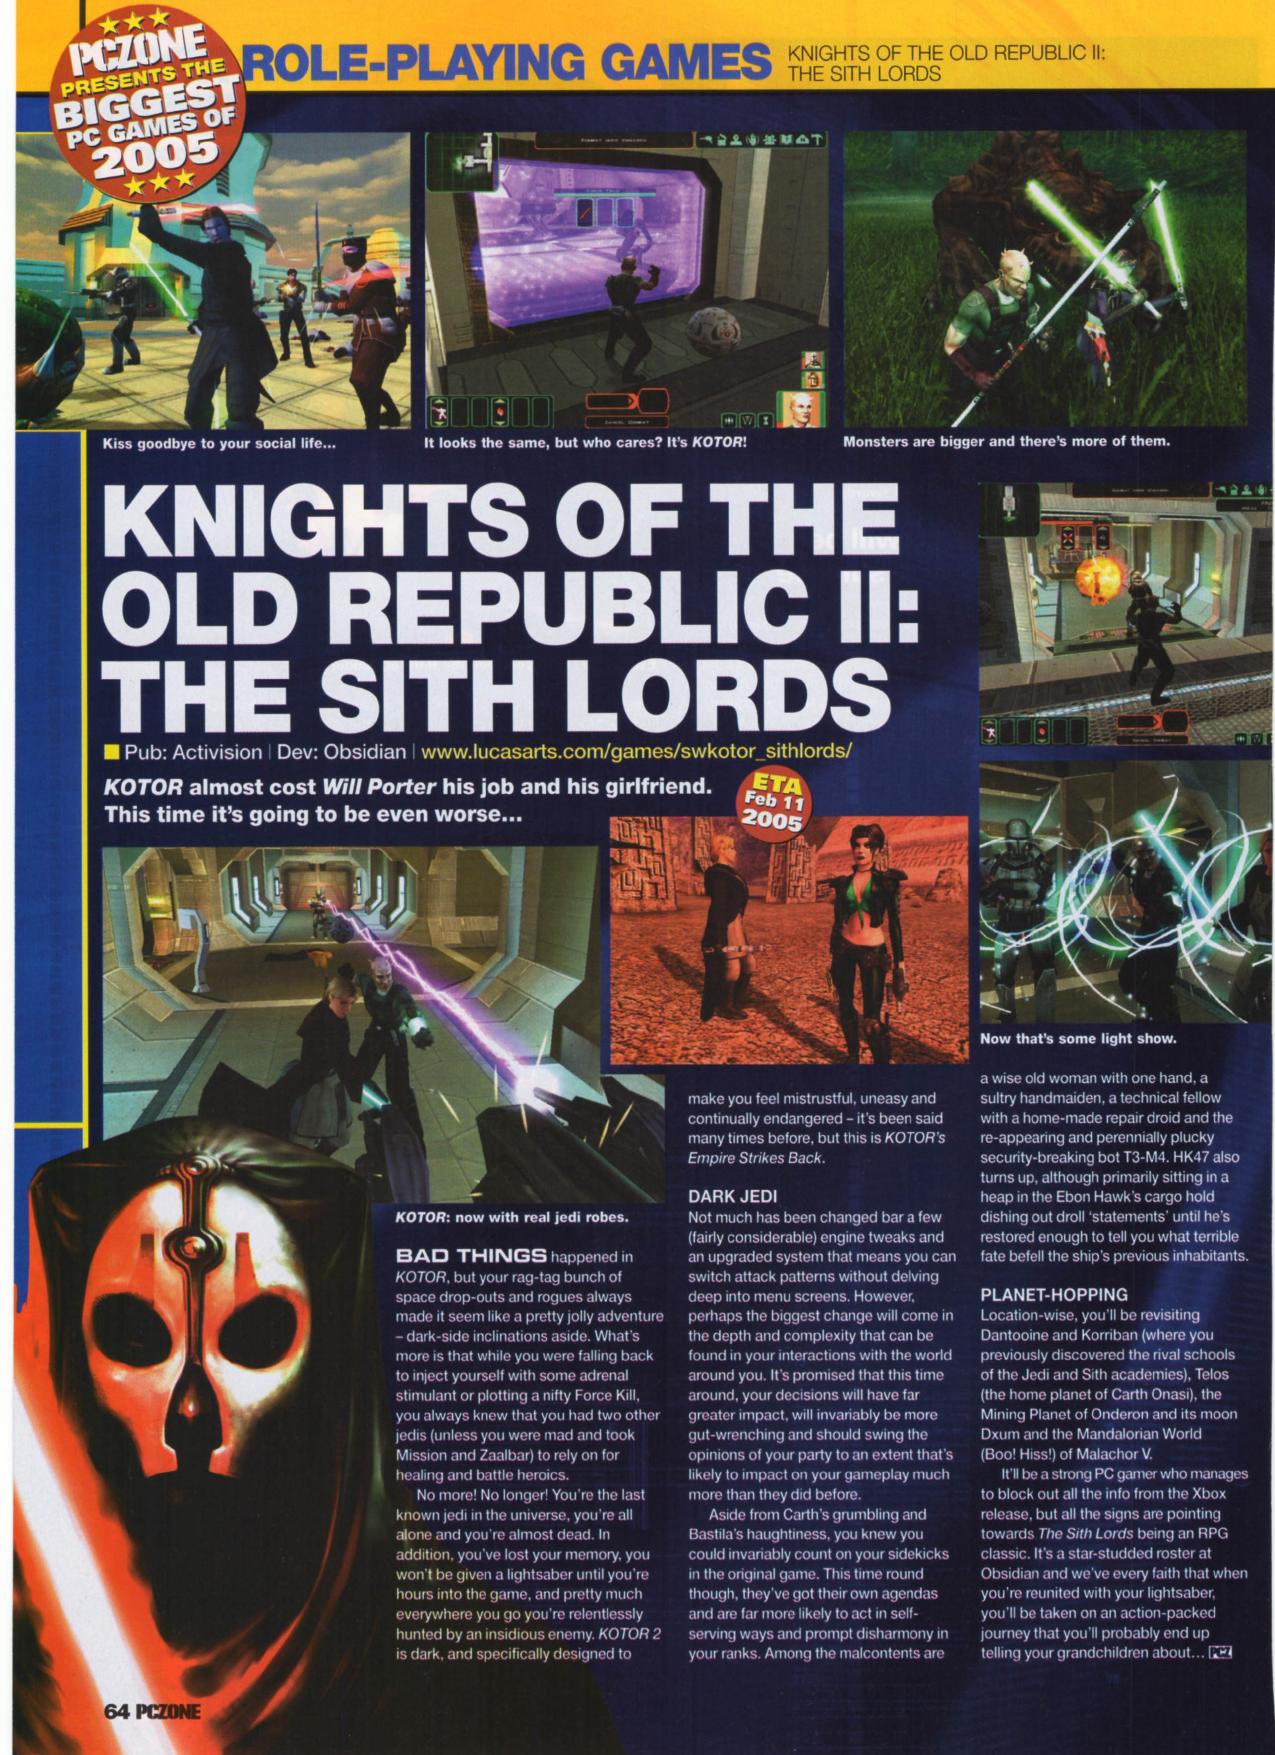 PCZONE
PRESENTS THE
BIGGEST
PC GAMES OF
2005
ROLE-PLAYING GAMES
KNIGHTS OF THE OLD REPUBLIC II:
THE SITH LORDS
Kiss goodbye to your social life...
It looks the same, but who cares? It's KOTOR!
Monsters are bigger and there's more of them.
KNIGHTS OF THE
OLD REPUBLIC II:
THE SITH LORDS
Pub: Activision | Dev: Obsidian | www.lucasarts.com/games/swkotor_sithlords/
KOTOR almost cost Will Porter his job and his girlfriend.
This time it's going to be even worse...
ETA
Feb 11
2005
Now that's some light show.
KOTOR: now with real jedi robes.
BAD THINGS happened in
KOTOR, but your rag-tag bunch of
space drop-outs and rogues always
made it seem like a pretty jolly adventure
– dark-side inclinations aside. What's
more is that while you were falling back
to inject yourself with some adrenal
stimulant or plotting a nifty Force Kill,
you always knew that you had two other
jedis (unless you were mad and took
Mission and Zaalbar) to rely on for
healing and battle heroics.
No more! No longer! You're the last
known jedi in the universe, you're all
alone and you're almost dead. In
addition, you've lost your memory, you
won't be given a lightsaber until you're
hours into the game, and pretty much
everywhere you go you're relentlessly
hunted by an insidious enemy. KOTOR 2
is dark, and specifically designed to
make you feel mistrustful, uneasy and
continually endangered – it's been said
many times before, but this is KOTOR's
Empire Strikes Back.
DARK JEDI
Not much has been changed bar a few
(fairly considerable) engine tweaks and
an upgraded system that means you can
switch attack patterns without delving
deep into menu screens. However,
perhaps the biggest change will come in
the depth and complexity that can be
found in your interactions with the world
around you. It's promised that this time
around, your decisions will have far
greater impact, will invariably be more
gut-wrenching and should swing the
opinions of your party to an extent that's
likely to impact on your gameplay much
more than they did before.
Aside from Carth's grumbling and
Bastila's haughtiness, you knew you
could invariably count on your sidekicks
in the original game. This time round
though, they've got their own agendas
and are far more likely to act in self-
serving ways and prompt disharmony in
your ranks. Among the malcontents are
a wise old woman with one hand, a
sultry handmaiden, a technical fellow
with a home-made repair droid and the
re-appearing and perennially plucky
security-breaking bot T3-M4. HK47 also
turns up, although primarily sitting in a
heap in the Ebon Hawk's cargo hold
dishing out droll 'statements' until he's
restored enough to tell you what terrible
fate befell the ship's previous inhabitants.
PLANET-HOPPING
Location-wise, you'll be revisiting
Dantooine and Korriban (where you
previously discovered the rival schools
of the Jedi and Sith academies), Telos
(the home planet of Carth Onasi), the
Mining Planet of Onderon and its moon
Dxum and the Mandalorian World
(Boo! Hiss!) of Malachor V.
It'll be a strong PC gamer who manages
to block out all the info from the Xbox
release, but all the signs are pointing
towards The Sith Lords being an RPG
classic. It's a star-studded roster at
Obsidian and we've every faith that when
you're reunited with your lightsaber,
you'll be taken on an action-packed
journey that you'll probably end up
telling your grandchildren about... PCZ
64 PCZONE